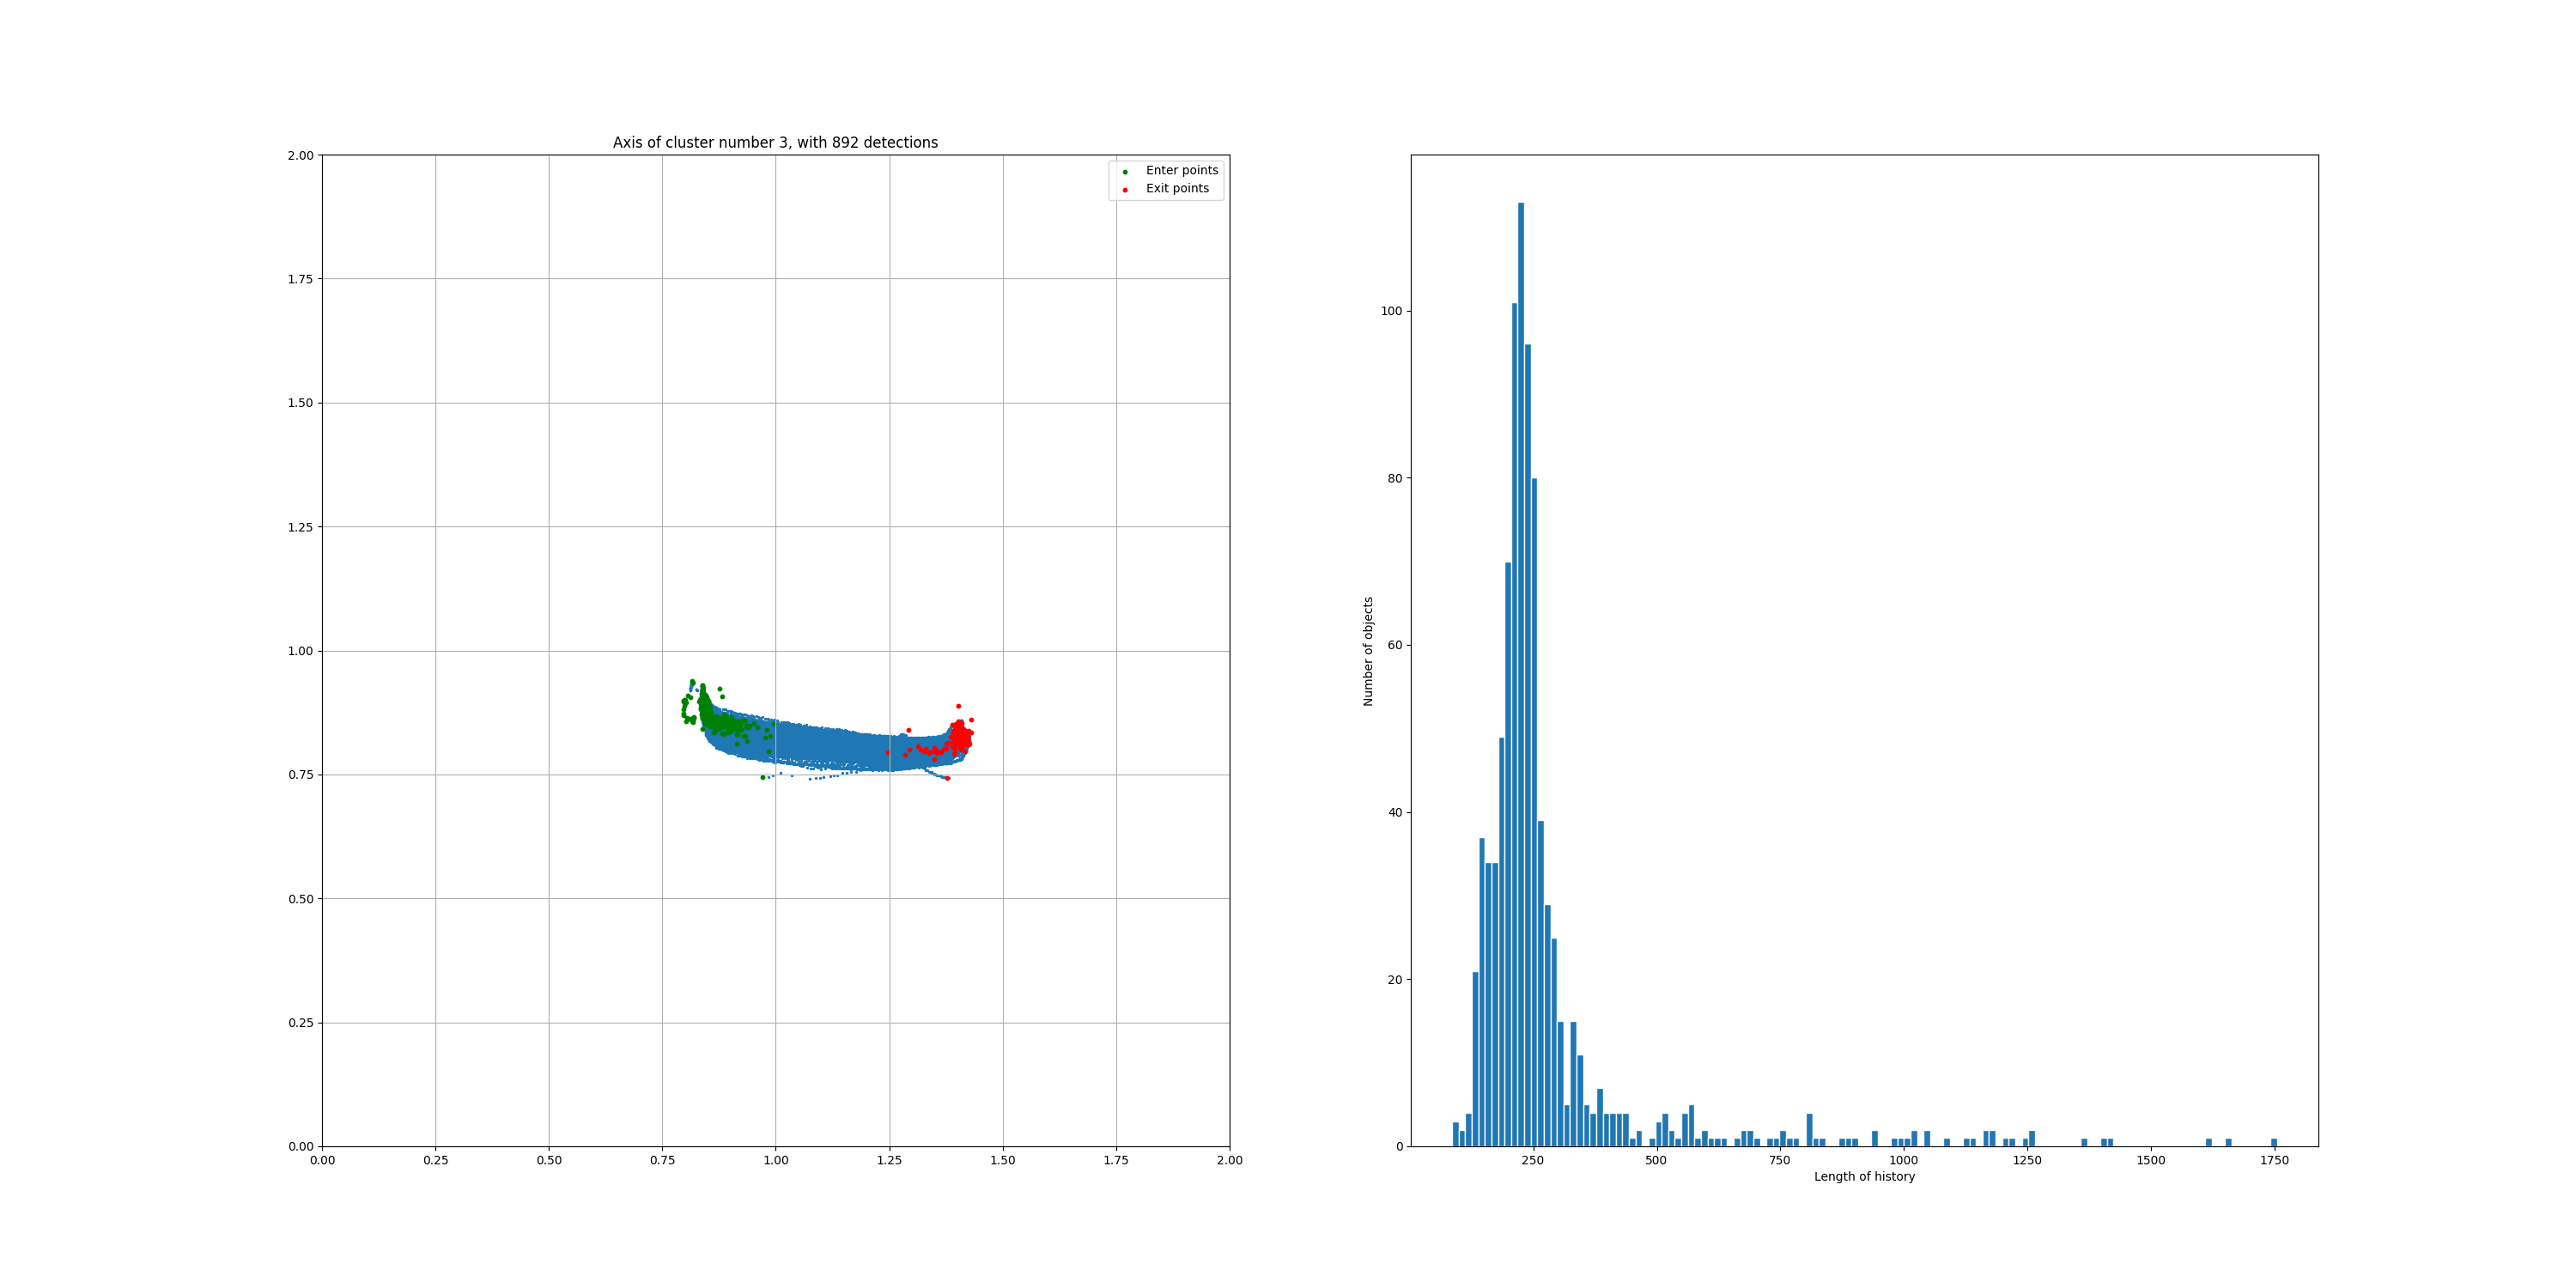 Axis of cluster number 3, with 892 detections
Enter points
Exit points
2.00
1.75
1.50
1.25
1.00
0.75
0.50
0.25
0.00
0.00 0.25 0.50 0.75 1.00 1.25 1.50 1.75 2.00
Number of objects
100
80
60
40
20
0
250 500 750 1000 1250 1500 1750
Length of history